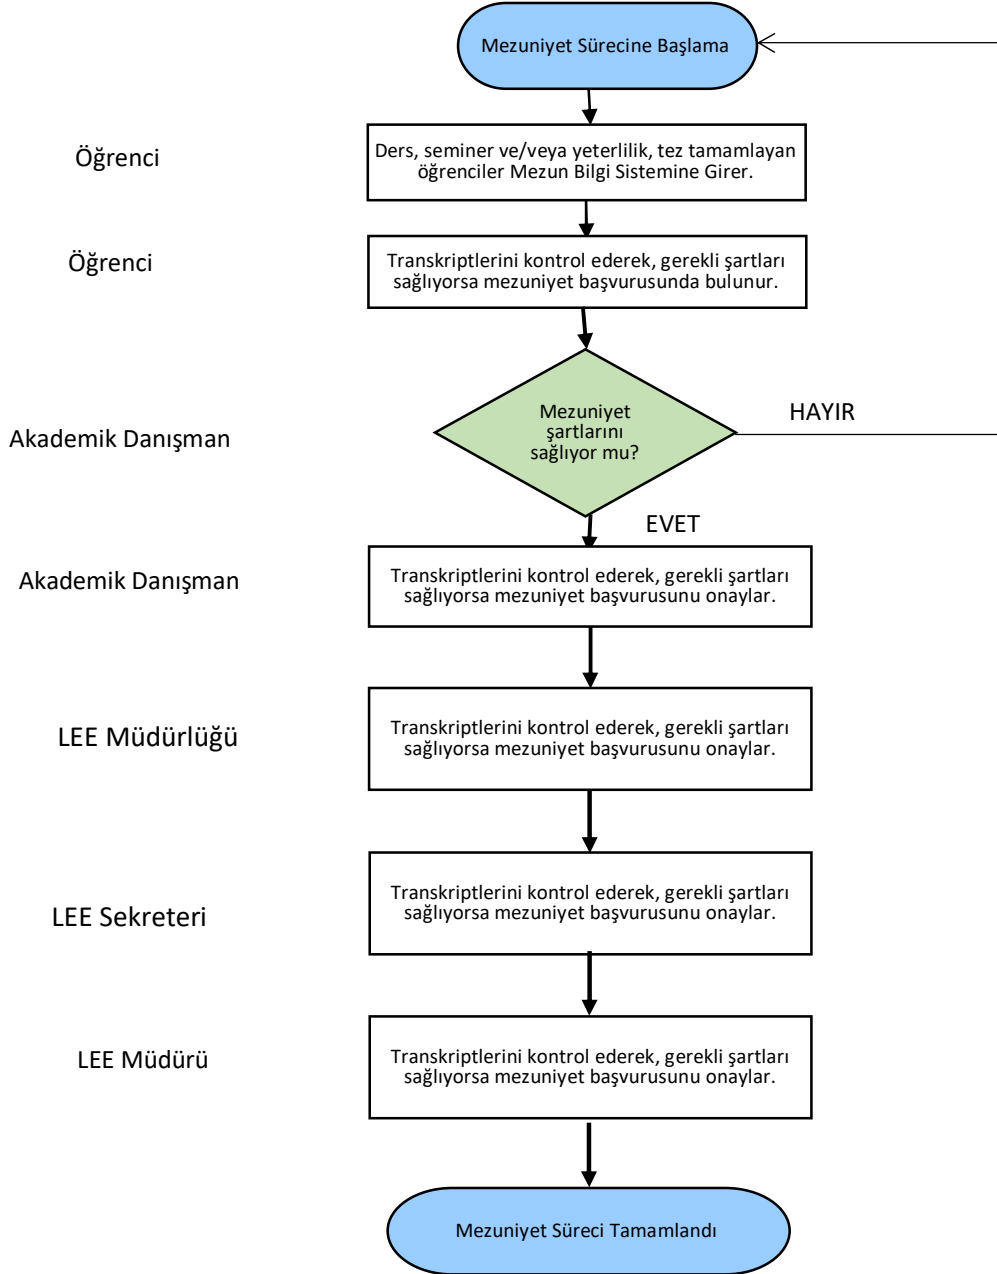 Mezuniyet Sürecine Başlama
Öğrenci
Ders, seminer ve/veya yeterlilik, tez tamamlayan
öğrenciler Mezun Bilgi Sistemine Girer.
Öğrenci
Transkriptlerini kontrol ederek, gerekli şartları
sağlıyorsa mezuniyet başvurusunda bulunur.
Akademik Danışman
Mezuniyet
şartlarını
sağlıyor mu?
HAYIR
EVET
Akademik Danışman
Transkriptlerini kontrol ederek, gerekli şartları
sağlıyorsa mezuniyet başvurusunu onaylar.
LEE Müdürlüğü
Transkriptlerini kontrol ederek, gerekli şartları
sağlıyorsa mezuniyet başvurusunu onaylar.
LEE Sekreteri
Transkriptlerini kontrol ederek, gerekli şartları
sağlıyorsa mezuniyet başvurusunu onaylar.
LEE Müdürü
Transkriptlerini kontrol ederek, gerekli şartları
sağlıyorsa mezuniyet başvurusunu onaylar.
Mezuniyet Süreci Tamamlandı